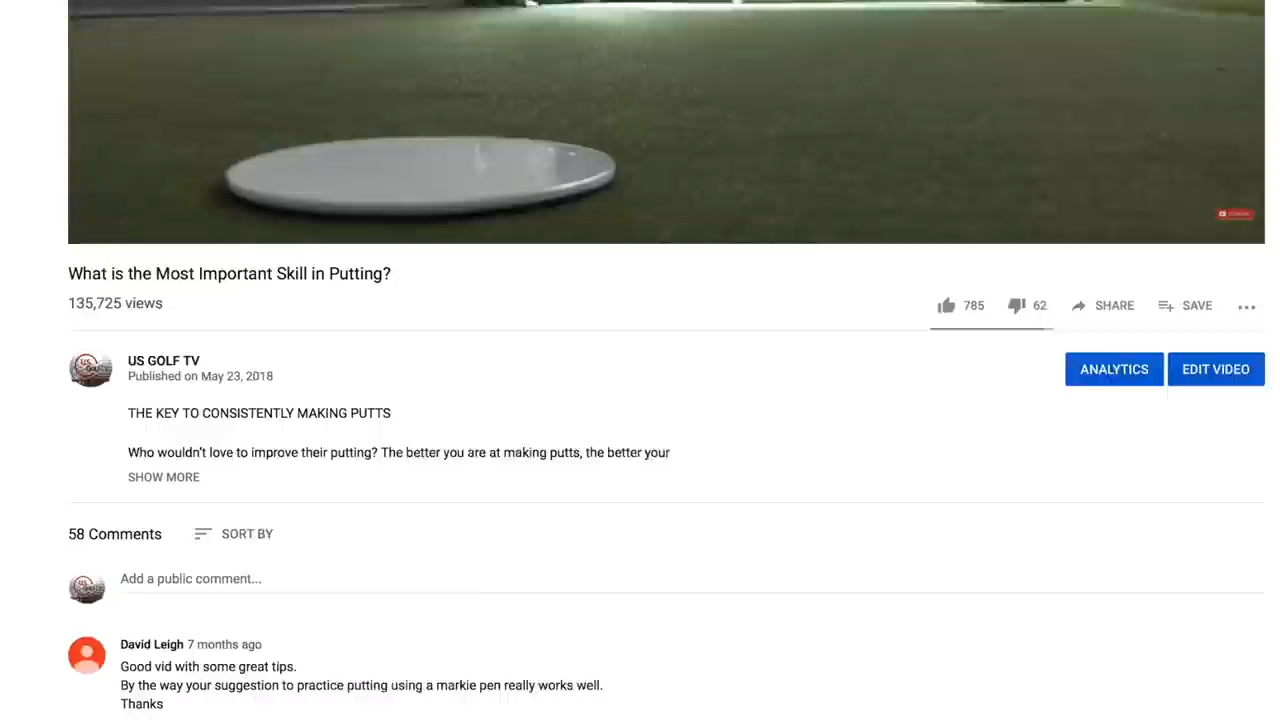 What is the Most Important Skill in Putting?
135,725 views
785 62 SHARE SAVE
US GOLF TV
Published on May 23, 2018
ANALYTICS EDIT VIDEO
THE KEY TO CONSISTENTLY MAKING PUTTS
Who wouldn't love to improve their putting? The better you are at making putts, the better your
SHOW MORE
58 Comments SORT BY
Add a public comment...
David Leigh 7 months ago
Good vid with some great tips.
By the way your suggestion to practice putting using a markie pen really works well.
Thanks